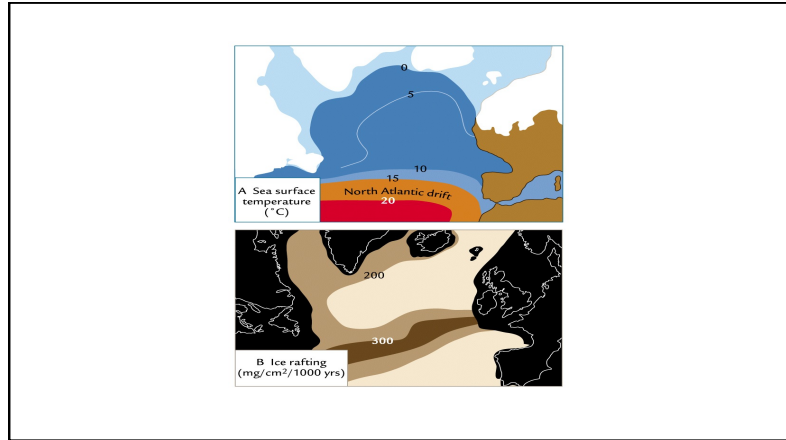 0
5
10
15
North Atlantic drift
20
A Sea surface
temperature
(˚C)
200
300
B Ice rafting
(mg/cm²/1000 yrs)